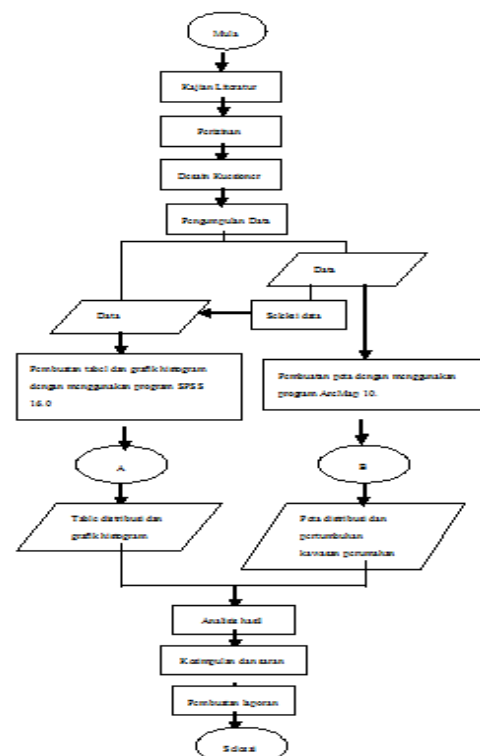 Mula
Kajian Literatur
Perizinan
Desain Kuesioner
Pengumpulan Data
Data
Data
Seleksi data
Pembuatan tabel dan grafik histogram
dengan menggunakan program SPSS
16.0
Pembuatan peta dengan menggunakan
program ArcMap 10.
A
B
Table distribusi dan
grafik histogram
Peta distribusi dan
pertumbuhan
kawasan perumahan
Analisis hasil
Kesimpulan dan saran
Pembuatan laporan
Selesai